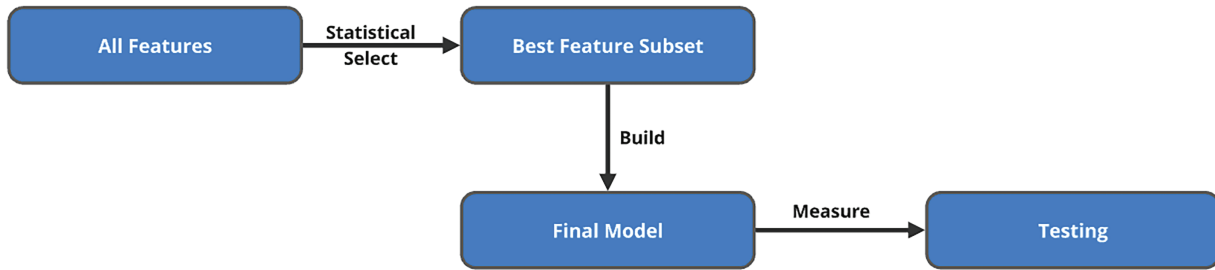 All Features
Statistical
Select
Best Feature Subset
Build
Final Model
Measure
Testing